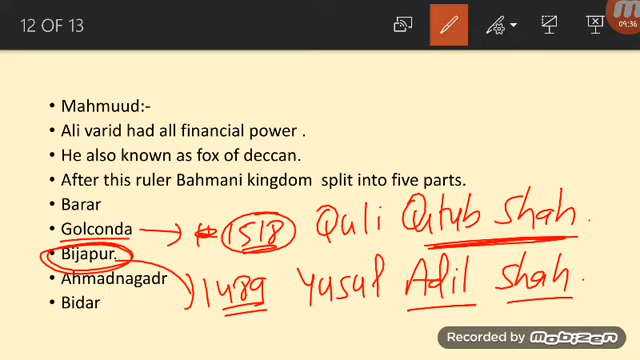 12 OF 13
09:36
Mahmuud:-
Ali varid had all financial power .
He also known as fox of deccan.
After this ruler Bahmani kingdom split into five parts.
Barar
Golconda → 1518 Quli Qutub Shah.
Bijapur. 1489 Yusuf Adil Shah.
Ahmadnagadr
Bidar
Recorded by mobizen